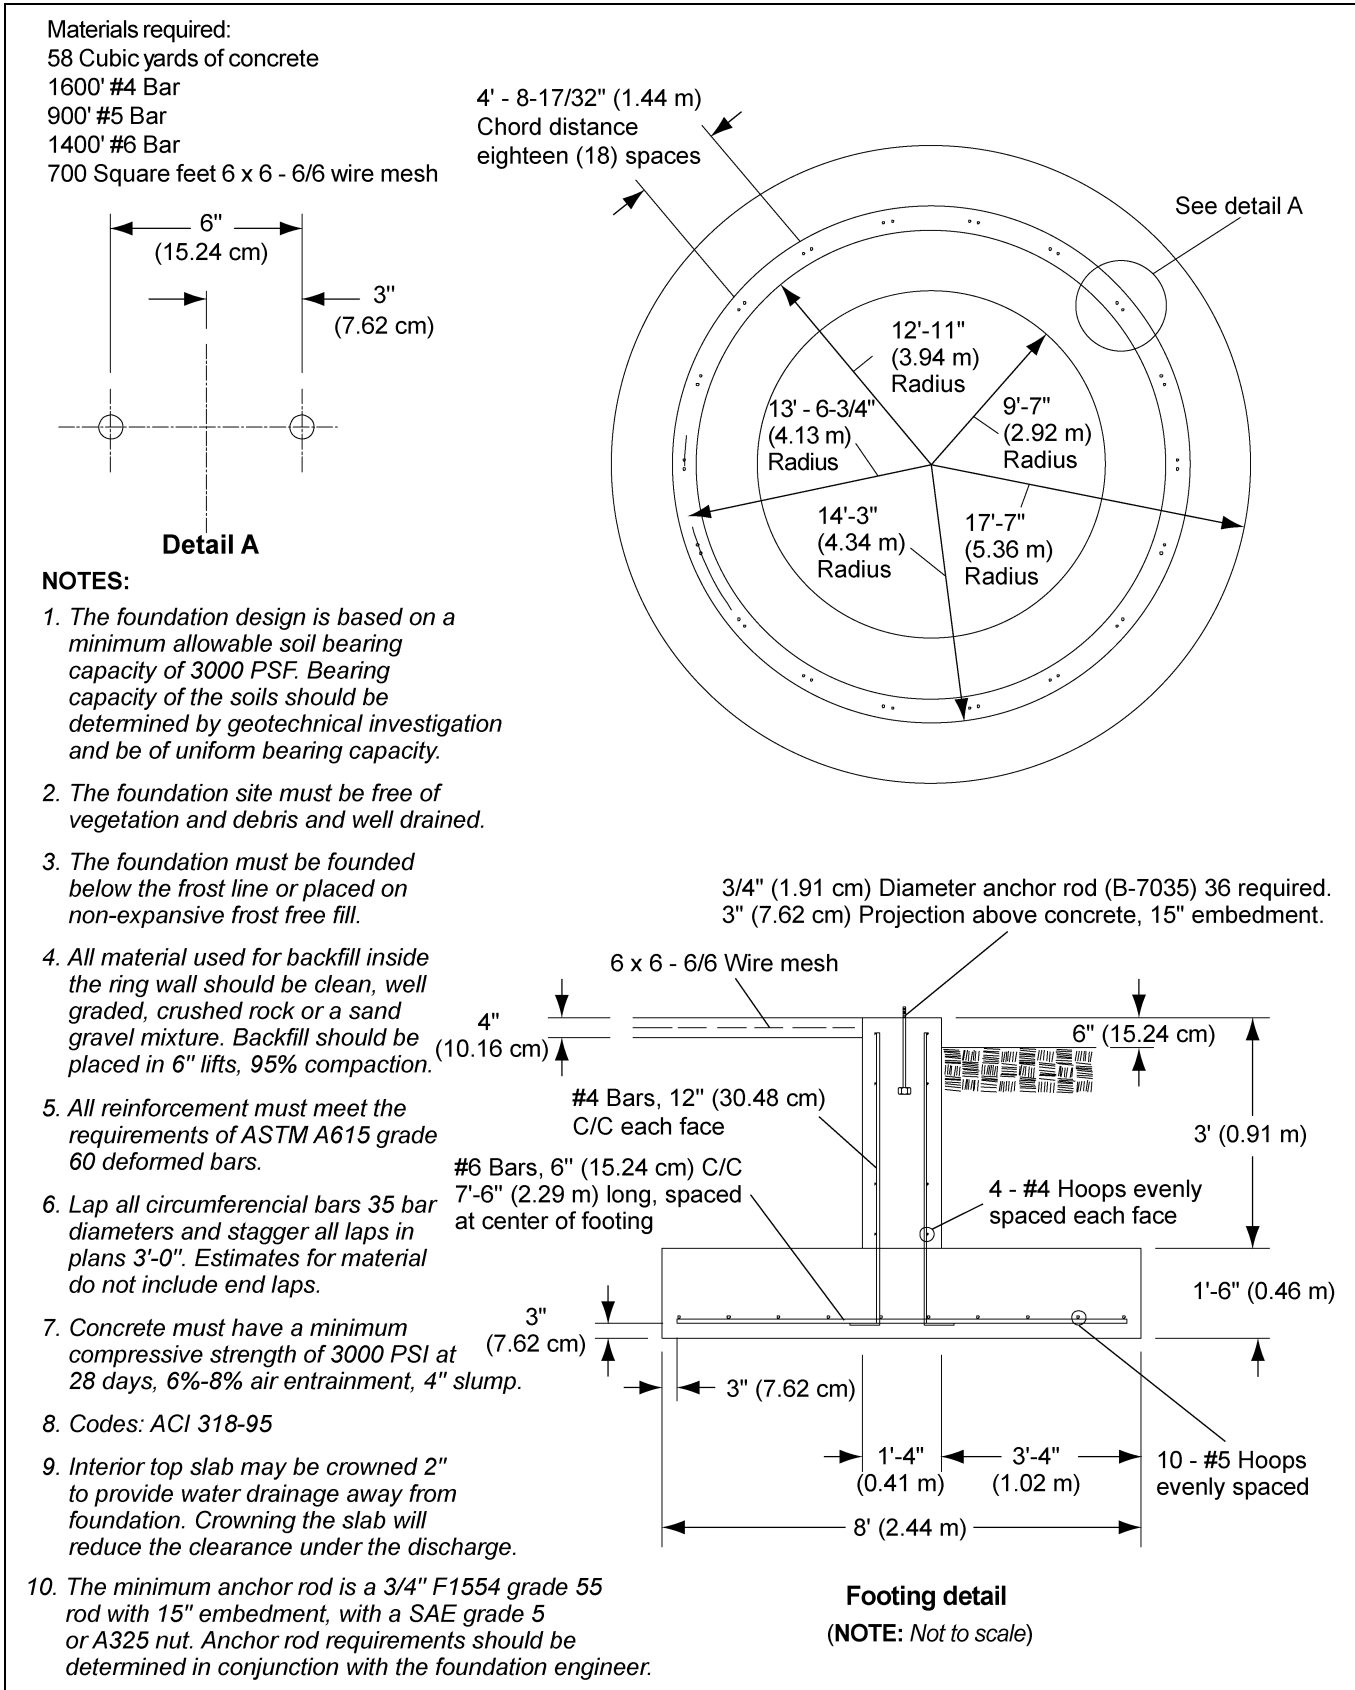 Materials required:
58 Cubic yards of concrete
1600' #4 Bar
900' #5 Bar
1400' #6 Bar
700 Square feet 6 x 6 - 6/6 wire mesh
6"
(15.24 cm)
3"
(7.62 cm)
Detail A
4' - 8-17/32" (1.44 m)
Chord distance
eighteen (18) spaces
See detail A
12'-11"
(3.94 m)
Radius
13' - 6-3/4"
(4.13 m)
Radius
9'-7"
(2.92 m)
Radius
14'-3"
(4.34 m)
Radius
17'-7"
(5.36 m)
Radius
NOTES:
1. The foundation design is based on a
minimum allowable soil bearing
capacity of 3000 PSF. Bearing
capacity of the soils should be
determined by geotechnical investigation
and be of uniform bearing capacity.
2. The foundation site must be free of
vegetation and debris and well drained.
3. The foundation must be founded
below the frost line or placed on
non-expansive frost free fill.
4. All material used for backfill inside
the ring wall should be clean, well
graded, crushed rock or a sand
gravel mixture. Backfill should be
placed in 6" lifts, 95% compaction.
5. All reinforcement must meet the
requirements of ASTM A615 grade
60 deformed bars.
6. Lap all circumferencial bars 35 bar
diameters and stagger all laps in
plans 3'-0". Estimates for material
do not include end laps.
7. Concrete must have a minimum
compressive strength of 3000 PSI at
28 days, 6%-8% air entrainment, 4" slump.
8. Codes: ACI 318-95
9. Interior top slab may be crowned 2"
to provide water drainage away from
foundation. Crowning the slab will
reduce the clearance under the discharge.
10. The minimum anchor rod is a 3/4" F1554 grade 55
rod with 15" embedment, with a SAE grade 5
or A325 nut. Anchor rod requirements should be
determined in conjunction with the foundation engineer.
3/4" (1.91 cm) Diameter anchor rod (B-7035) 36 required.
3" (7.62 cm) Projection above concrete, 15" embedment.
6 x 6 - 6/6 Wire mesh
4"
(10.16 cm)
6" (15.24 cm)
#4 Bars, 12" (30.48 cm)
C/C each face
3' (0.91 m)
#6 Bars, 6" (15.24 cm) C/C
7'-6" (2.29 m) long, spaced
at center of footing
4 - #4 Hoops evenly
spaced each face
1'-6" (0.46 m)
3"
(7.62 cm)
3" (7.62 cm)
1'-4"
(0.41 m)
3'-4"
(1.02 m)
10 - #5 Hoops
evenly spaced
8' (2.44 m)
Footing detail
(NOTE: Not to scale)